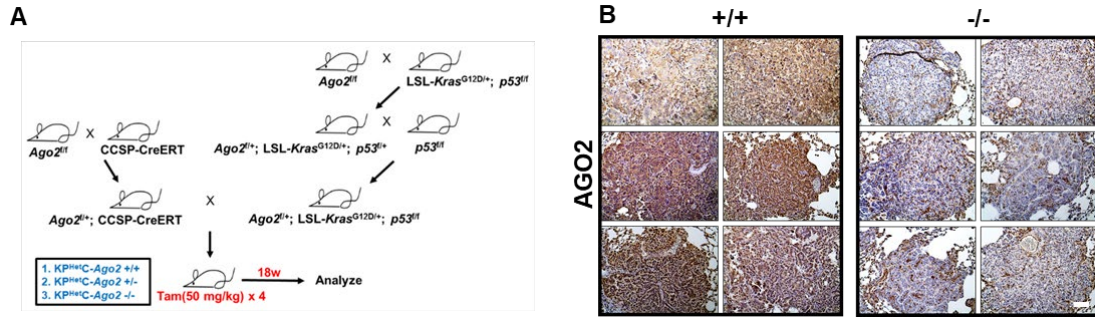 A
Ago2f/f X LSL-KrasG12D/+; p53f/f
Ago2f/f X CCSP-CreERT
Ago2f/+; LSL-KrasG12D/+; p53f/+ X p53f/f
Ago2f/+; CCSP-CreERT X Ago2f/+; LSL-KrasG12D/+; p53f/f
1. KPHetC-Ago2 +/+
2. KPHetC-Ago2 +/-
3. KPHetC-Ago2 -/-
Tam(50 mg/kg) x 4
18w
Analyze
B
+/+
-/-
AGO2